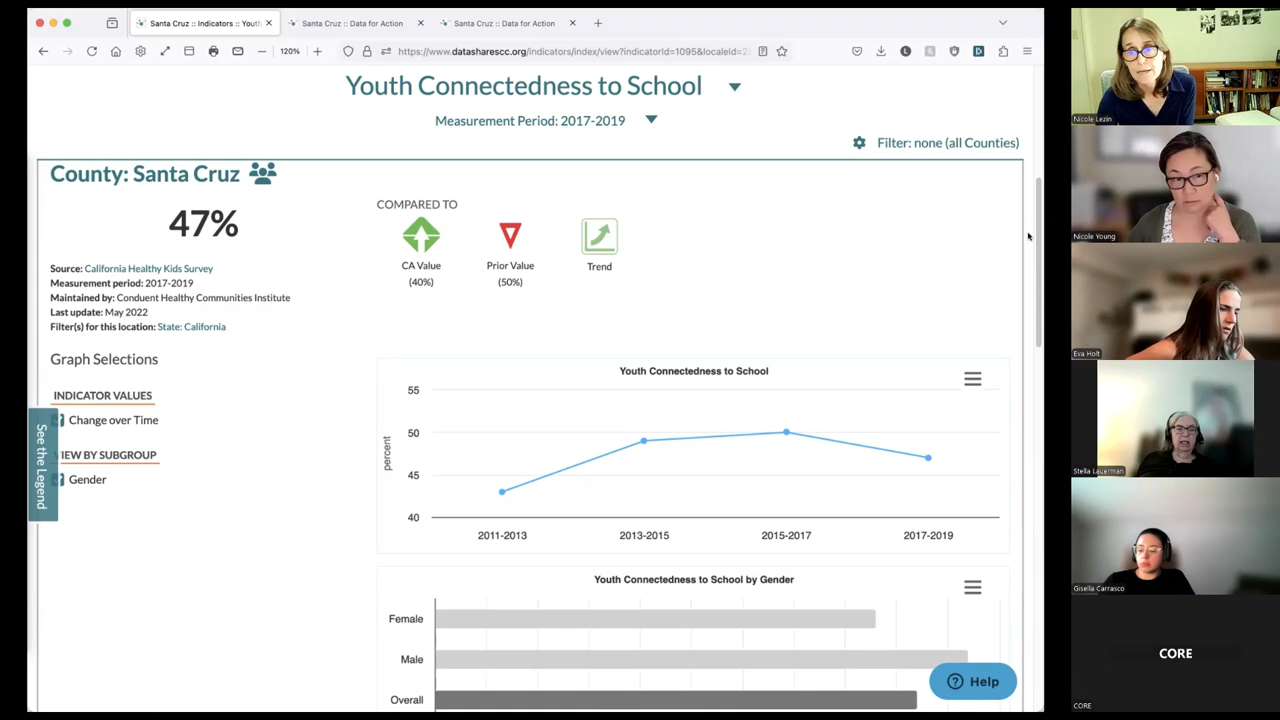 Santa Cruz :: Indicators :: Youth
Santa Cruz :: Data for Action
Santa Cruz :: Data for Action
120%
https://www.datasharescc.org/indicators/index/view?indicatorId=1095&localeId=2
Youth Connectedness to School
Measurement Period: 2017-2019
Filter: none (all Counties)
County: Santa Cruz
47%
Source: California Healthy Kids Survey
Measurement period: 2017-2019
Maintained by: Conduent Healthy Communities Institute
Last update: May 2022
Filter(s) for this location: State: California
COMPARED TO
CA Value
(40%)
Prior Value
(50%)
Trend
Graph Selections
INDICATOR VALUES
Change over Time
VIEW BY SUBGROUP
Gender
See the Legend
Youth Connectedness to School
percent
55
50
45
40
2011-2013
2013-2015
2015-2017
2017-2019
Youth Connectedness to School by Gender
Female
Male
Overall
Help
Nicole Lezin
Nicole Young
Eva Holt
Stella Lauerman
Gisella Carrasco
CORE
CORE